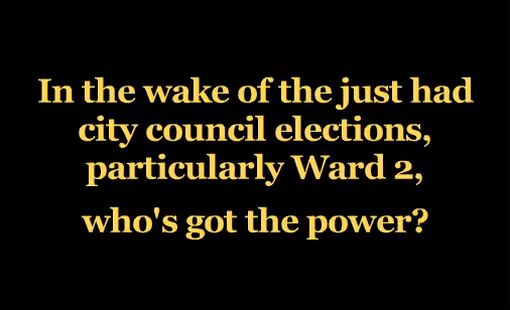 In the wake of the just had
city council elections,
particularly Ward 2,
who's got the power?